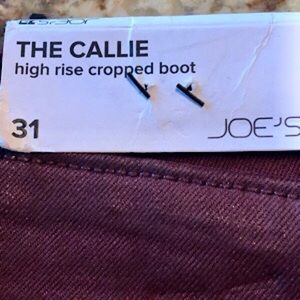 THE CALLIE
high rise cropped boot
31
JOE'S